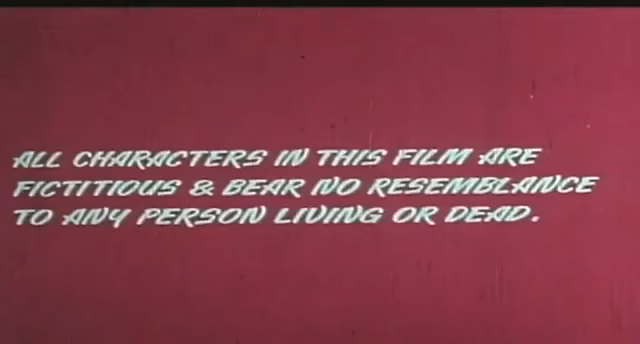 ALL CHARACTERS IN THIS FILM ARE
FICTITIOUS & BEAR NO RESEMBLANCE
TO ANY PERSON LIVING OR DEAD.